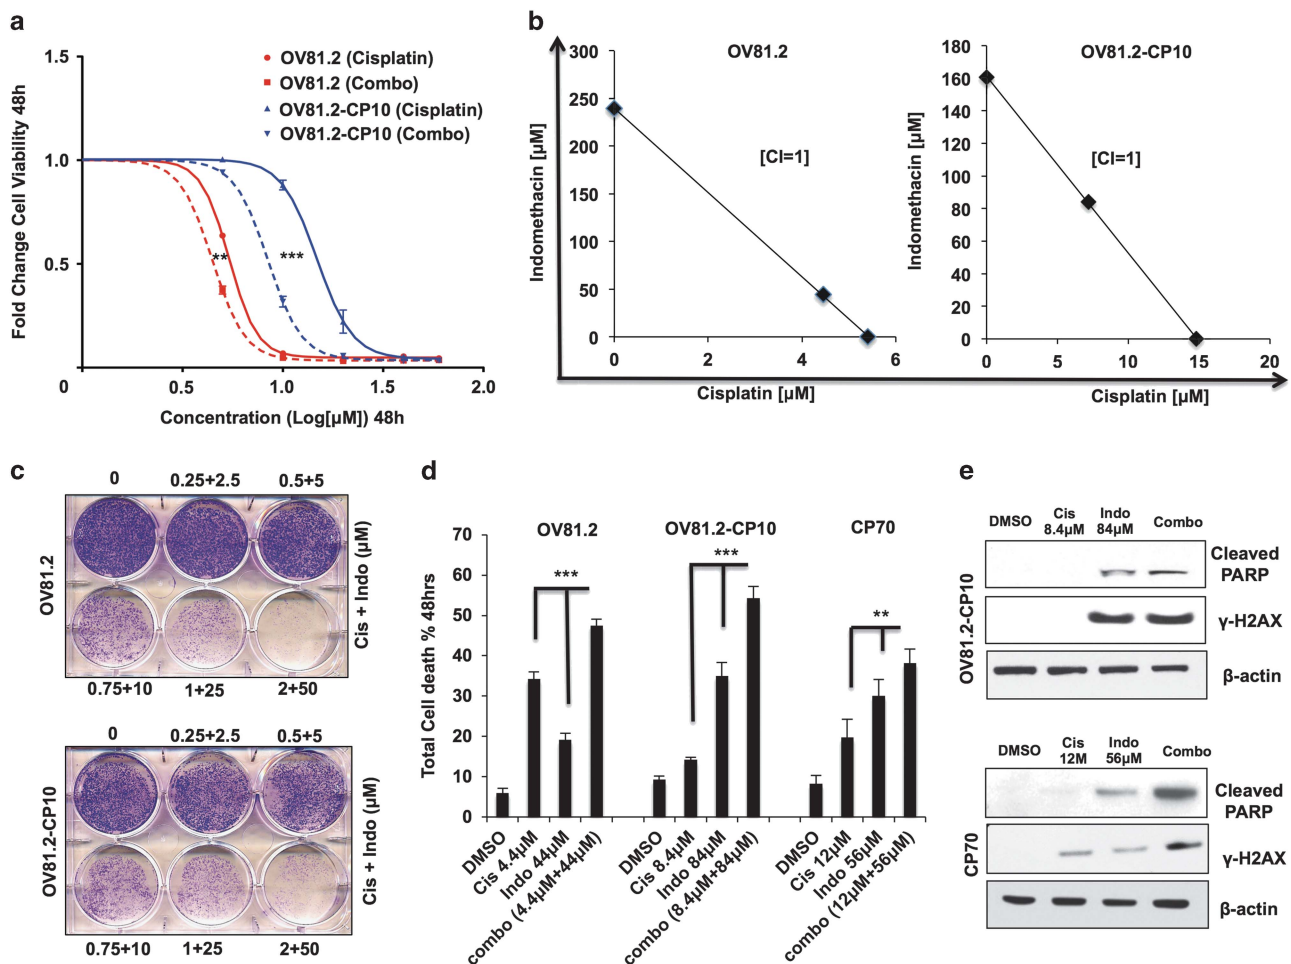 a
1.5
1.0
0.5
0
0.5
1.0
1.5
2.0
Fold Change Cell Viability 48h
Concentration (Log[µM]) 48h
OV81.2 (Cisplatin)
OV81.2 (Combo)
OV81.2-CP10 (Cisplatin)
OV81.2-CP10 (Combo)
**
***
b
OV81.2
300
250
200
150
100
50
0
0
2
4
6
Indomethacin [µM]
Cisplatin [µM]
[CI=1]
OV81.2-CP10
180
160
140
120
100
80
60
40
20
0
0
5
10
15
20
Indomethacin [µM]
Cisplatin [µM]
[CI=1]
c
0
0.25+2.5
0.5+5
OV81.2
Cis + Indo (µM)
0.75+10
1+25
2+50
0
0.25+2.5
0.5+5
OV81.2-CP10
Cis + Indo (µM)
0.75+10
1+25
2+50
d
OV81.2
OV81.2-CP10
CP70
70
60
50
40
30
20
10
0
Total Cell death % 48hrs
***
***
**
DMSO
Cis 4.4µM
Indo 44µM
combo (4.4µM+44µM)
DMSO
Cis 8.4µM
Indo 84µM
combo (8.4µM+84µM)
DMSO
Cis 12µM
Indo 56µM
combo (12µM+56µM)
e
DMSO
Cis
8.4µM
Indo
84µM
Combo
OV81.2-CP10
Cleaved
PARP
γ-H2AX
β-actin
DMSO
Cis
12M
Indo
56µM
Combo
CP70
Cleaved
PARP
γ-H2AX
β-actin